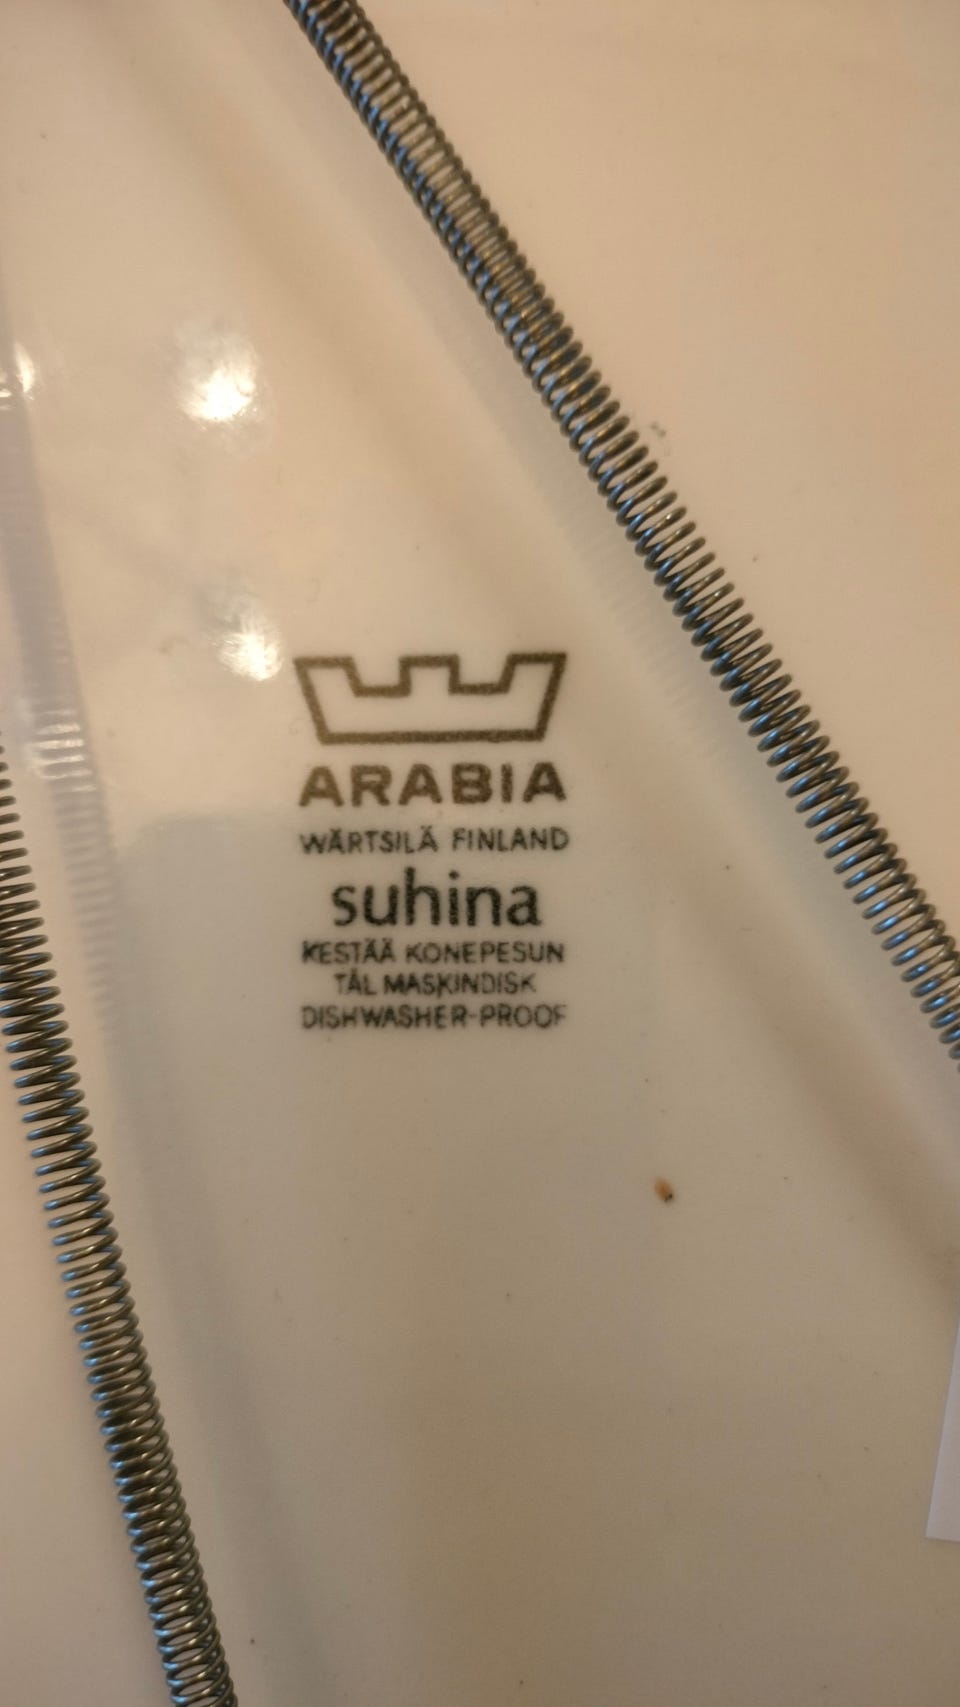 ARABIA
WÄRTSILÄ FINLAND
suhina
KESTÄÄ KONEPESUN
TÅL MASKINDISK
DISHWASHER-PROOF